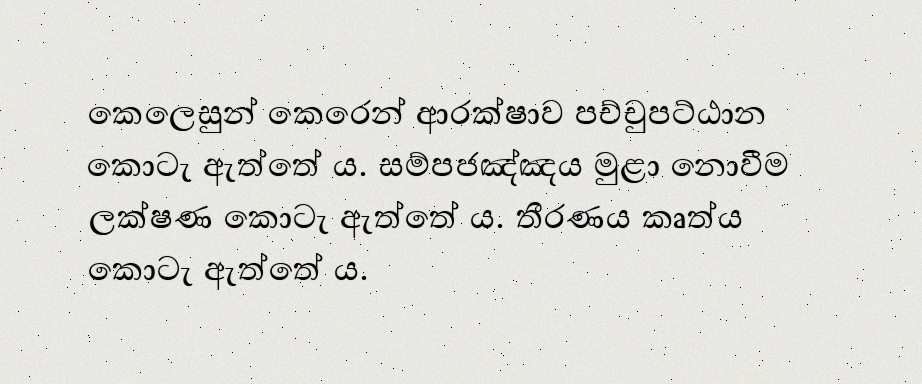 කෙලෙසුන් කෙරෙන් ආරක්ෂාව පච්චුපට්ඨාන
කොටැ ඇත්තේ ය. සම්පජඤ්ඤය මුළා නොවීම
ලක්ෂණ කොටැ ඇත්තේ ය. තීරණය කෘත්ය
කොටැ ඇත්තේ ය.